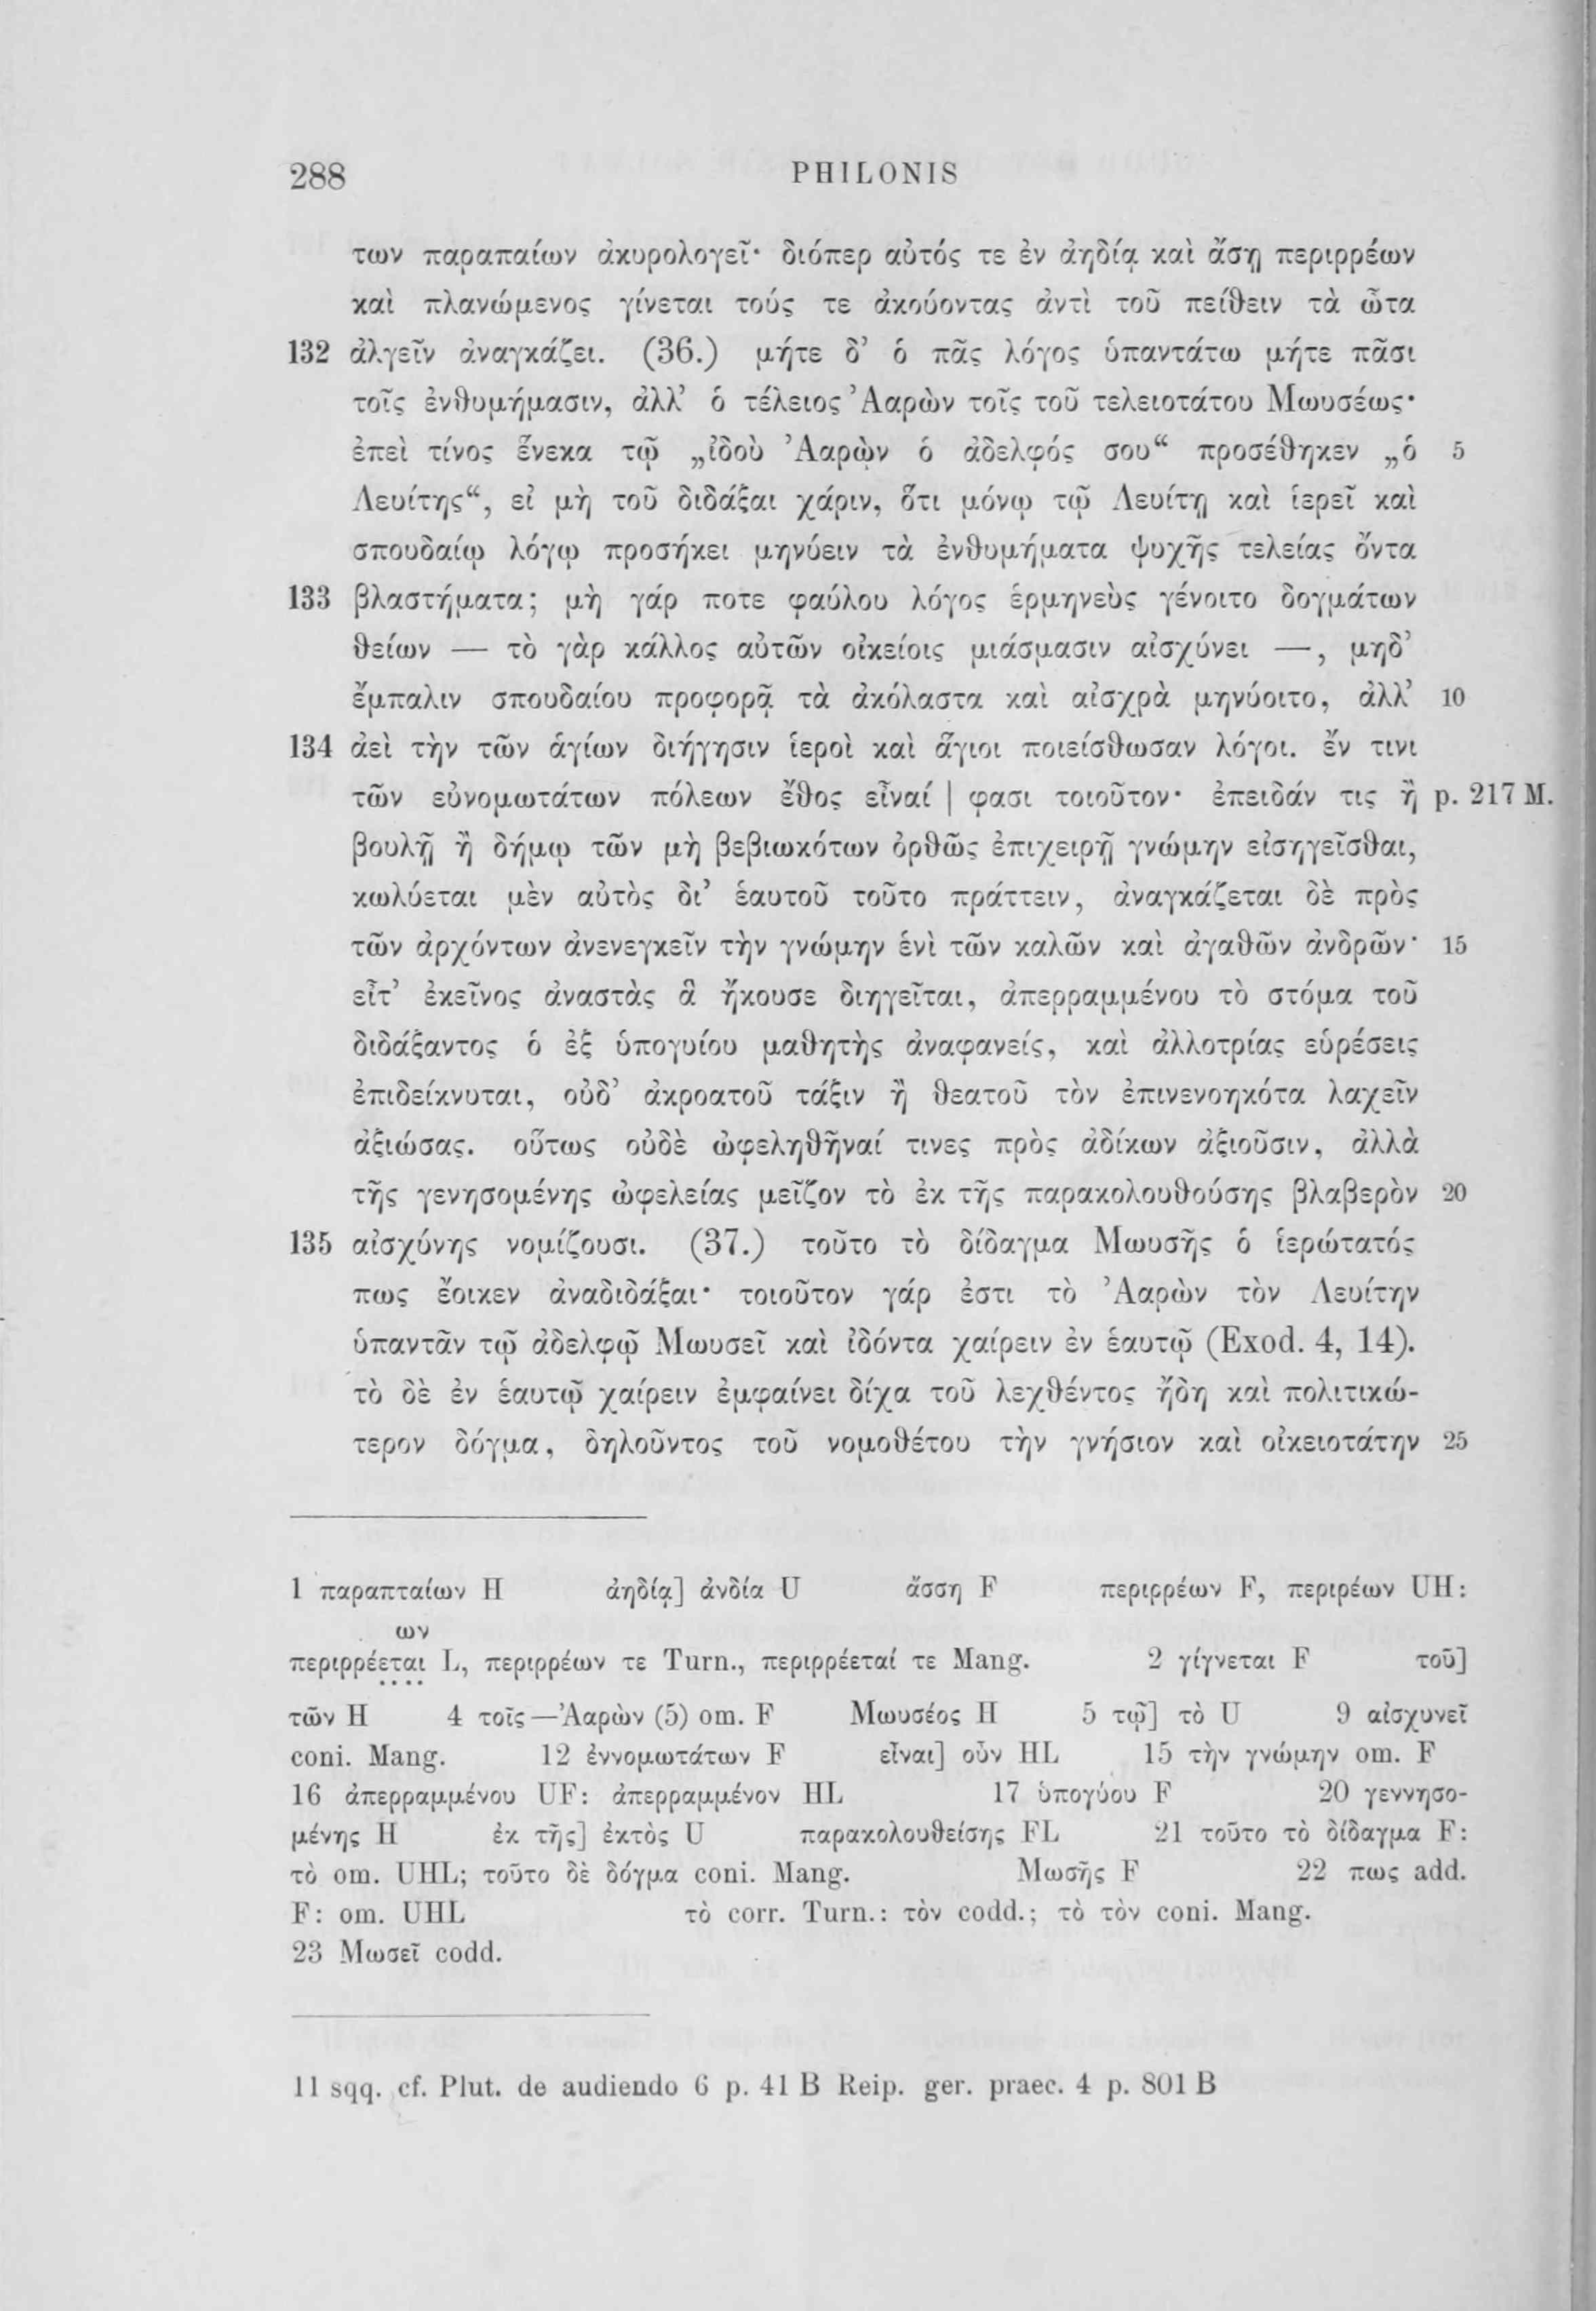 288 PHILONIS
των παραπαίων ἀκυρολογεῖ· διόπερ αὐτός τε ἐν ἀηδίᾳ καὶ ἄσῃ περιρρέων
καὶ πλανώμενος γίνεται τούς τε ἀκούοντας ἀντὶ τοῦ πείθειν τὰ ὦτα
132 ἀλγεῖν ἀναγκάζει. (36.) μήτε δ’ ὁ πᾶς λόγος ὑπαντάτω μήτε πᾶσι
τοῖς ἐνθυμήμασιν, ἀλλ’ ὁ τέλειος Ἀαρὼν τοῖς τοῦ τελειοτάτου Μωυσέως·
ἐπεὶ τίνος ἕνεκα τῷ „ἰδοὺ Ἀαρὼν ὁ ἀδελφός σου“ προσέθηκεν „ὁ 5
Λευίτης“, εἰ μὴ τοῦ διδάξαι χάριν, ὅτι μόνῳ τῷ Λευίτῃ καὶ ἱερεῖ καὶ
σπουδαίῳ λόγῳ προσήκει μηνύειν τὰ ἐνθυμήματα ψυχῆς τελείας ὄντα
133 βλαστήματα; μὴ γάρ ποτε φαύλου λόγος ἑρμηνεὺς γένοιτο δογμάτων
θείων — τὸ γὰρ κάλλος αὐτῶν οἰκείοις μιάσμασιν αἰσχύνει —, μηδ’
ἔμπαλιν σπουδαίου προφορᾷ τὰ ἀκόλαστα καὶ αἰσχρὰ μηνύοιτο, ἀλλ’ 10
134 ἀεὶ τὴν τῶν ἁγίων διήγησιν ἱεροὶ καὶ ἅγιοι ποιείσθωσαν λόγοι. ἔν τινι
τῶν εὐνομωτάτων πόλεων ἔθος εἶναί | φασι τοιοῦτον· ἐπειδάν τις ἢ p. 217 M.
βουλῇ ἢ δήμῳ τῶν μὴ βεβιωκότων ὀρθῶς ἐπιχειρῇ γνώμην εἰσηγεῖσθαι,
κωλύεται μὲν αὐτὸς δι’ ἑαυτοῦ τοῦτο πράττειν, ἀναγκάζεται δὲ πρὸς
τῶν ἀρχόντων ἀνενεγκεῖν τὴν γνώμην ἑνὶ τῶν καλῶν καὶ ἀγαθῶν ἀνδρῶν· 15
εἶτ’ ἐκεῖνος ἀναστὰς ἃ ἤκουσε διηγεῖται, ἀπερραμμένου τὸ στόμα τοῦ
διδάξαντος ὁ ἐξ ὑπογυίου μαθητὴς ἀναφανείς, καὶ ἀλλοτρίας εὑρέσεις
ἐπιδείκνυται, οὐδ’ ἀκροατοῦ τάξιν ἢ θεατοῦ τὸν ἐπινενοηκότα λαχεῖν
ἀξιώσας. οὕτως οὐδὲ ὠφεληθῆναί τινες πρὸς ἀδίκων ἀξιοῦσιν, ἀλλὰ
τῆς γενησομένης ὠφελείας μεῖζον τὸ ἐκ τῆς παρακολουθούσης βλαβερὸν 20
135 αἰσχύνης νομίζουσι. (37.) τοῦτο τὸ δίδαγμα Μωυσῆς ὁ ἱερώτατός
πως ἔοικεν ἀναδιδάξαι· τοιοῦτον γάρ ἐστι τὸ Ἀαρὼν τὸν Λευίτην
ὑπαντᾶν τῷ ἀδελφῷ Μωυσεῖ καὶ ἰδόντα χαίρειν ἐν ἑαυτῷ (Exod. 4, 14).
τὸ δὲ ἐν ἑαυτῷ χαίρειν ἐμφαίνει δίχα τοῦ λεχθέντος ἤδη καὶ πολιτικώ-
τερον δόγμα, δηλοῦντος τοῦ νομοθέτου τὴν γνήσιον καὶ οἰκειοτάτην 25
1 παραπταίων H ἀηδίᾳ] ἀνδία U ἄσση F περιρρέων F, περιρέων UH:
ων
περιρρέεται L, περιρρέων τε Turn., περιρρέεταί τε Mang. 2 γίγνεται F τοῦ]
τῶν H 4 τοῖς—Ἀαρὼν (5) om. F Μωυσέος H 5 τῷ] τὸ U 9 αἰσχυνεῖ
coni. Mang. 12 ἐννομωτάτων F εἶναι] οὖν HL 15 τὴν γνώμην om. F
16 ἀπερραμμένου UF: ἀπερραμμένον HL 17 ὑπογύου F 20 γεννησο-
μένης H ἐκ τῆς] ἐκτὸς U παρακολουθείσης FL 21 τοῦτο τὸ δίδαγμα F:
τὸ om. UHL; τοῦτο δὲ δόγμα coni. Mang. Μωσῆς F 22 πως add.
F: om. UHL τὸ corr. Turn.: τὸν codd.; τὸ τὸν coni. Mang.
23 Μωσεῖ codd.
11 sqq. cf. Plut. de audiendo 6 p. 41 B Reip. ger. praec. 4 p. 801 B